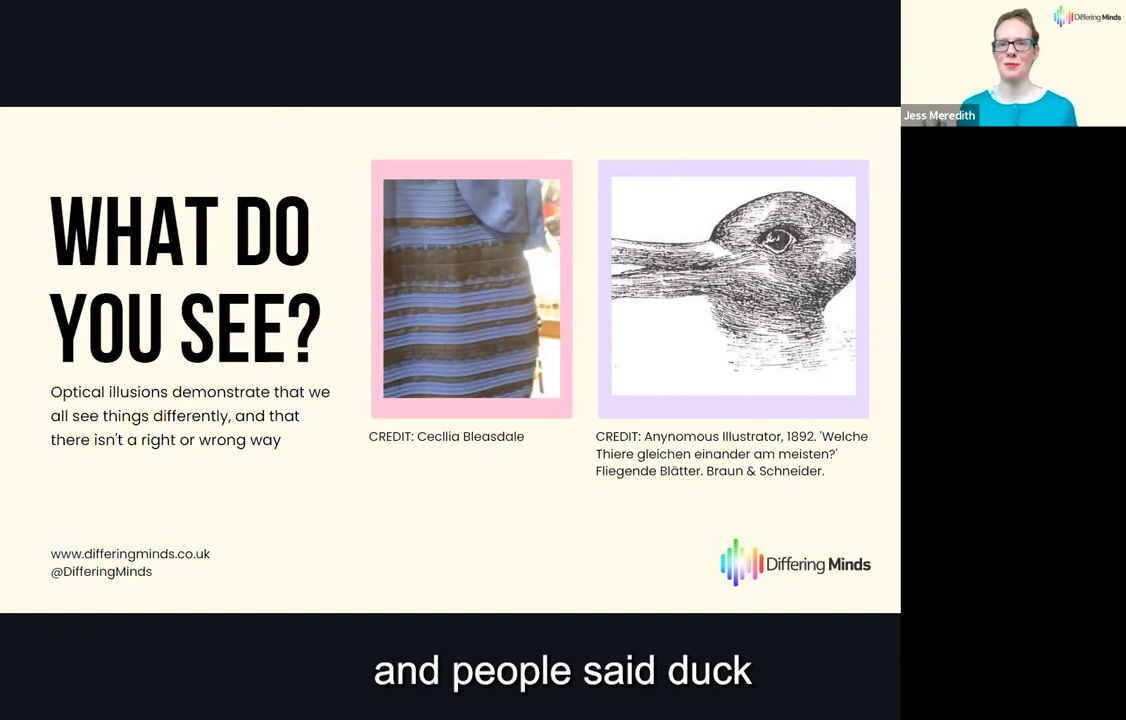 Differing Minds
Jess Meredith
WHAT DO
YOU SEE?
Optical illusions demonstrate that we
all see things differently, and that
there isn't a right or wrong way
CREDIT: Cecllia Bleasdale
CREDIT: Anynomous Illustrator, 1892. 'Welche
Thiere gleichen einander am meisten?'
Fliegende Blätter. Braun & Schneider.
www.differingminds.co.uk
@DifferingMinds
Differing Minds
and people said duck